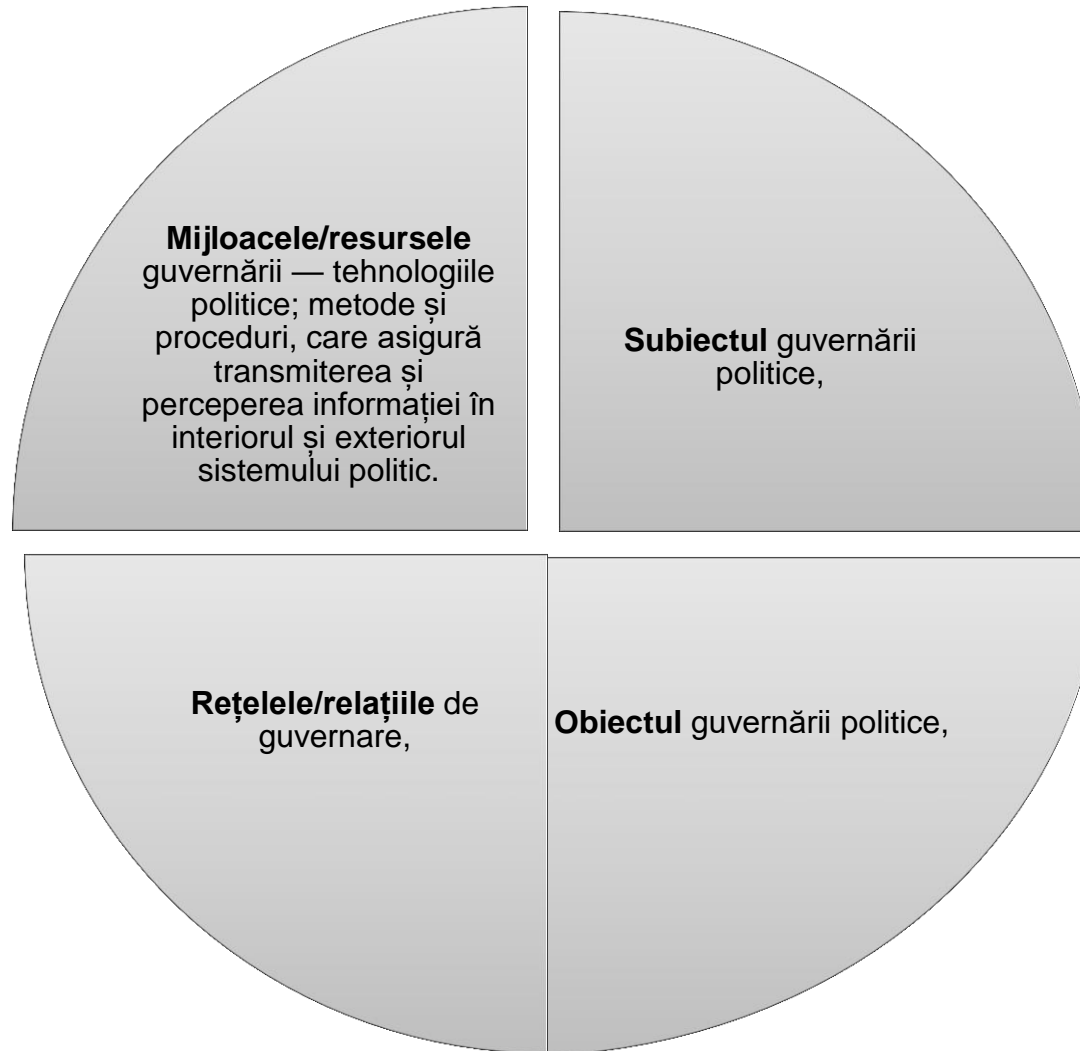 Mijloacele/resursele
guvernării — tehnologiile
politice; metode și
proceduri, care asigură
transmiterea și
perceperea informației în
interiorul și exteriorul
sistemului politic.
Subiectul guvernării
politice,
Rețelele/relațiile de
guvernare,
Obiectul guvernării politice,